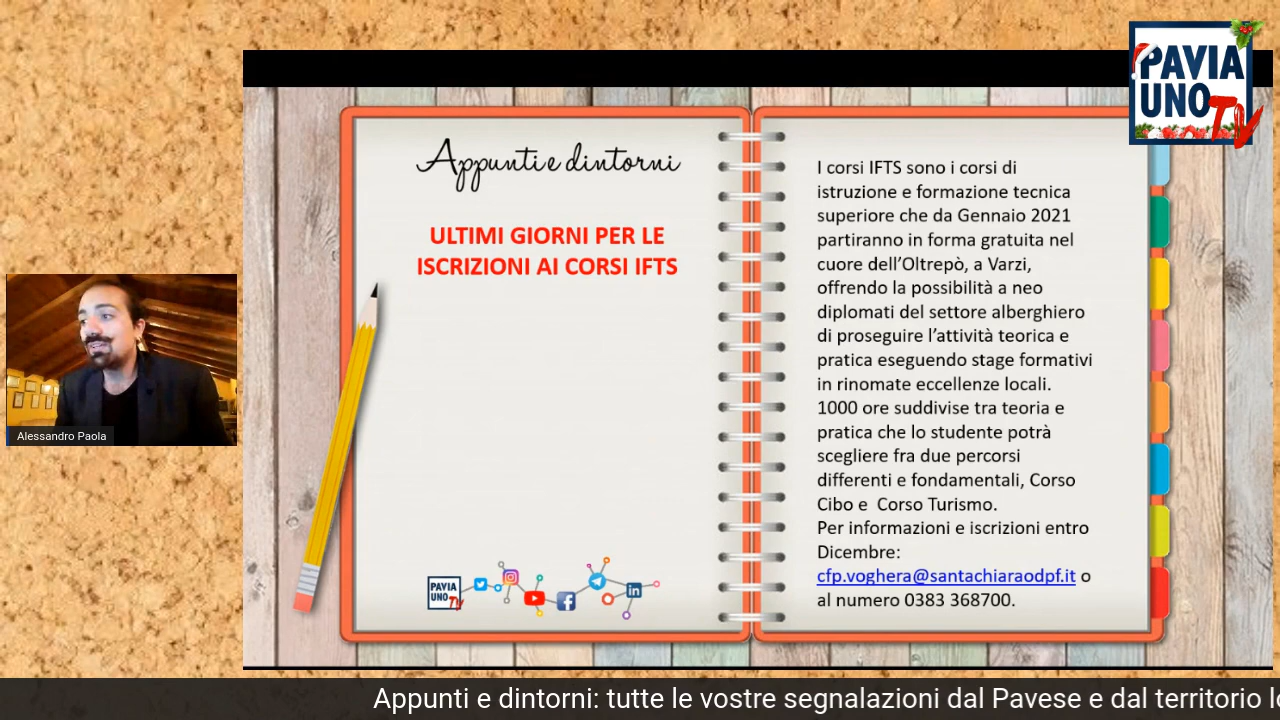 PAVIA
UNO TV
Appunti e dintorni
ULTIMI GIORNI PER LE
ISCRIZIONI AI CORSI IFTS
I corsi IFTS sono i corsi di
istruzione e formazione tecnica
superiore che da Gennaio 2021
partiranno in forma gratuita nel
cuore dell'Oltrepò, a Varzi,
offrendo la possibilità a neo
diplomati del settore alberghiero
di proseguire l'attività teorica e
pratica eseguendo stage formativi
in rinomate eccellenze locali.
1000 ore suddivise tra teoria e
pratica che lo studente potrà
scegliere fra due percorsi
differenti e fondamentali, Corso
Cibo e Corso Turismo.
Per informazioni e iscrizioni entro
Dicembre:
cfp.voghera@santachiaraodpf.it o
al numero 0383 368700.
Alessandro Paola
PAVIA
UNO TV
Appunti e dintorni: tutte le vostre segnalazioni dal Pavese e dal territorio